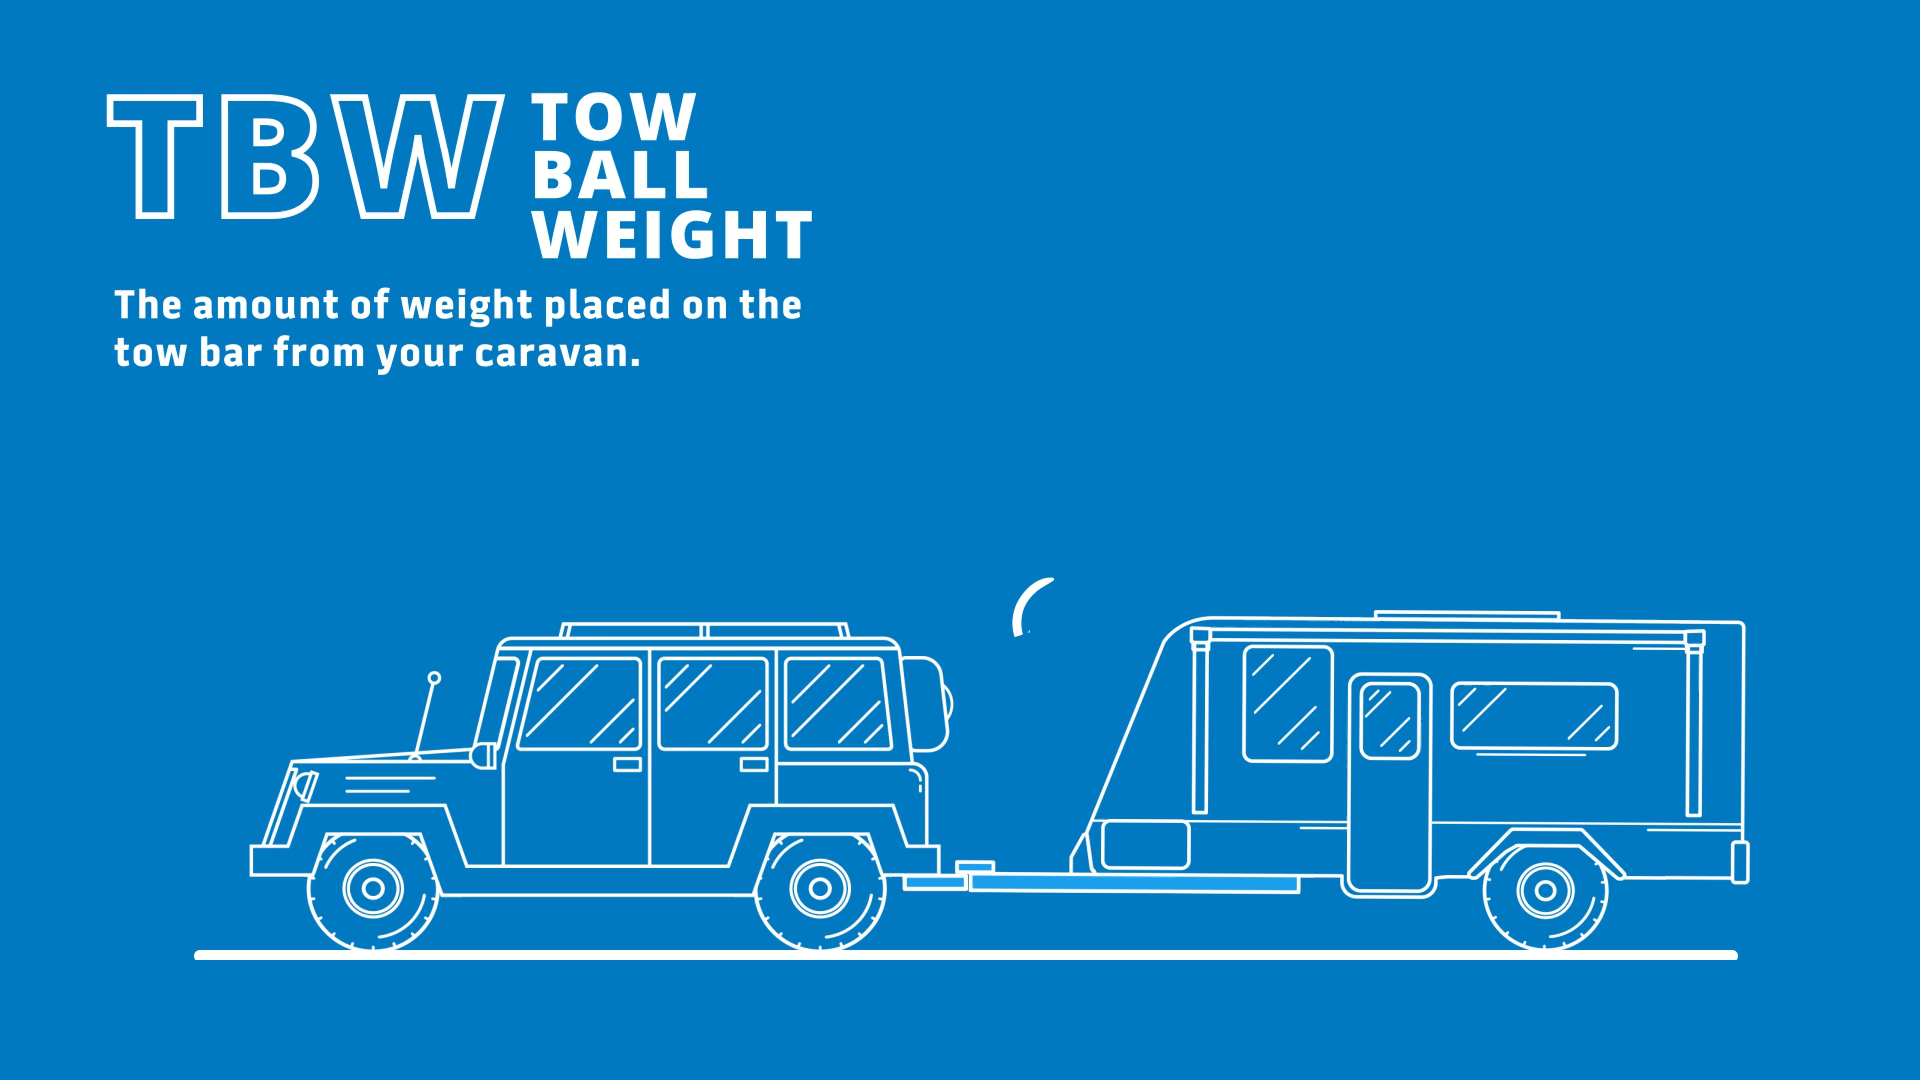 TBW
TOW
BALL
WEIGHT
The amount of weight placed on the
tow bar from your caravan.